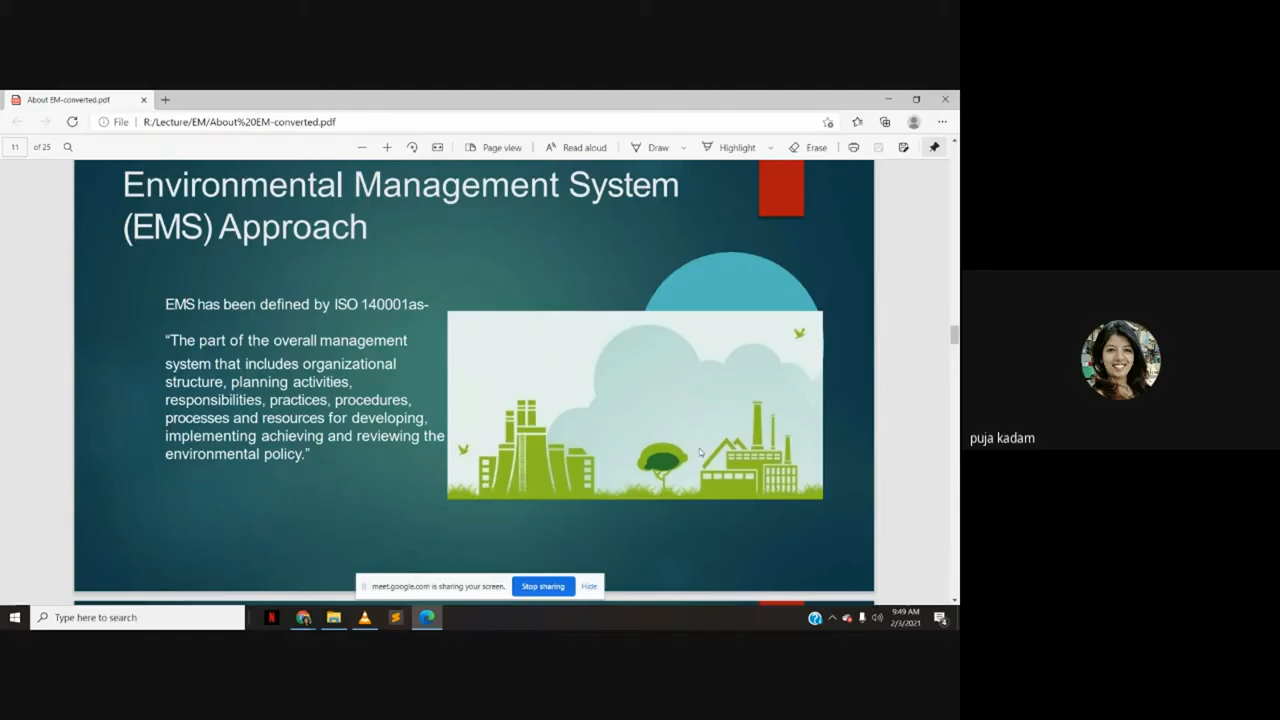 About EM-converted.pdf
File
R:/Lecture/EM/About%20EM-converted.pdf
11 of 25
Page view
Read aloud
Draw
Highlight
Erase
Environmental Management System
(EMS) Approach
EMS has been defined by ISO 140001as-
“The part of the overall management
system that includes organizational
structure, planning activities,
responsibilities, practices, procedures,
processes and resources for developing,
implementing achieving and reviewing the
environmental policy.”
puja kadam
meet.google.com is sharing your screen.
Stop sharing
Hide
Type here to search
9:49 AM
2/3/2021